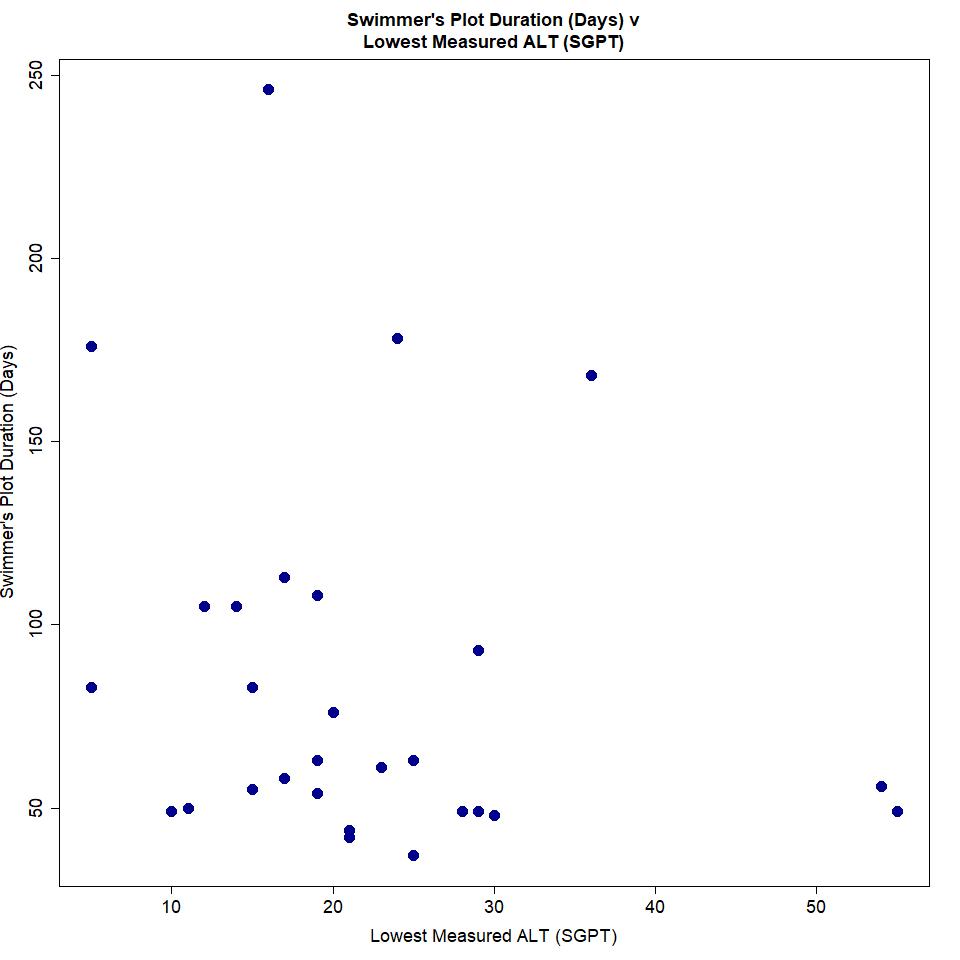 Swimmer's Plot Duration (Days) v
Lowest Measured ALT (SGPT)
Swimmer's Plot Duration (Days)
250
200
150
100
50
10 20 30 40 50
Lowest Measured ALT (SGPT)